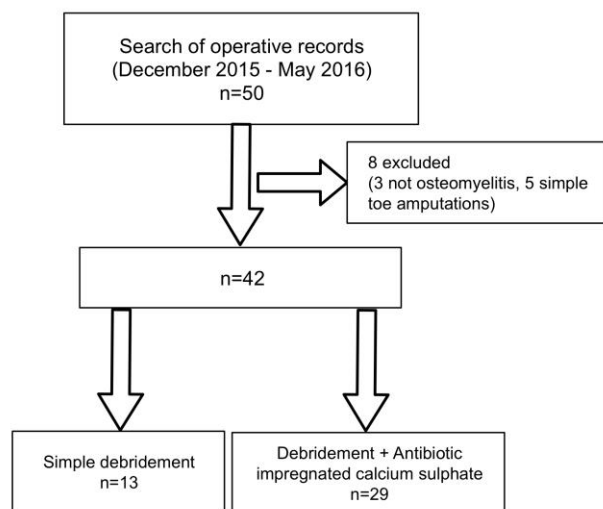 Search of operative records
(December 2015 - May 2016)
n=50
8 excluded
(3 not osteomyelitis, 5 simple
toe amputations)
n=42
Simple debridement
n=13
Debridement + Antibiotic
impregnated calcium sulphate
n=29